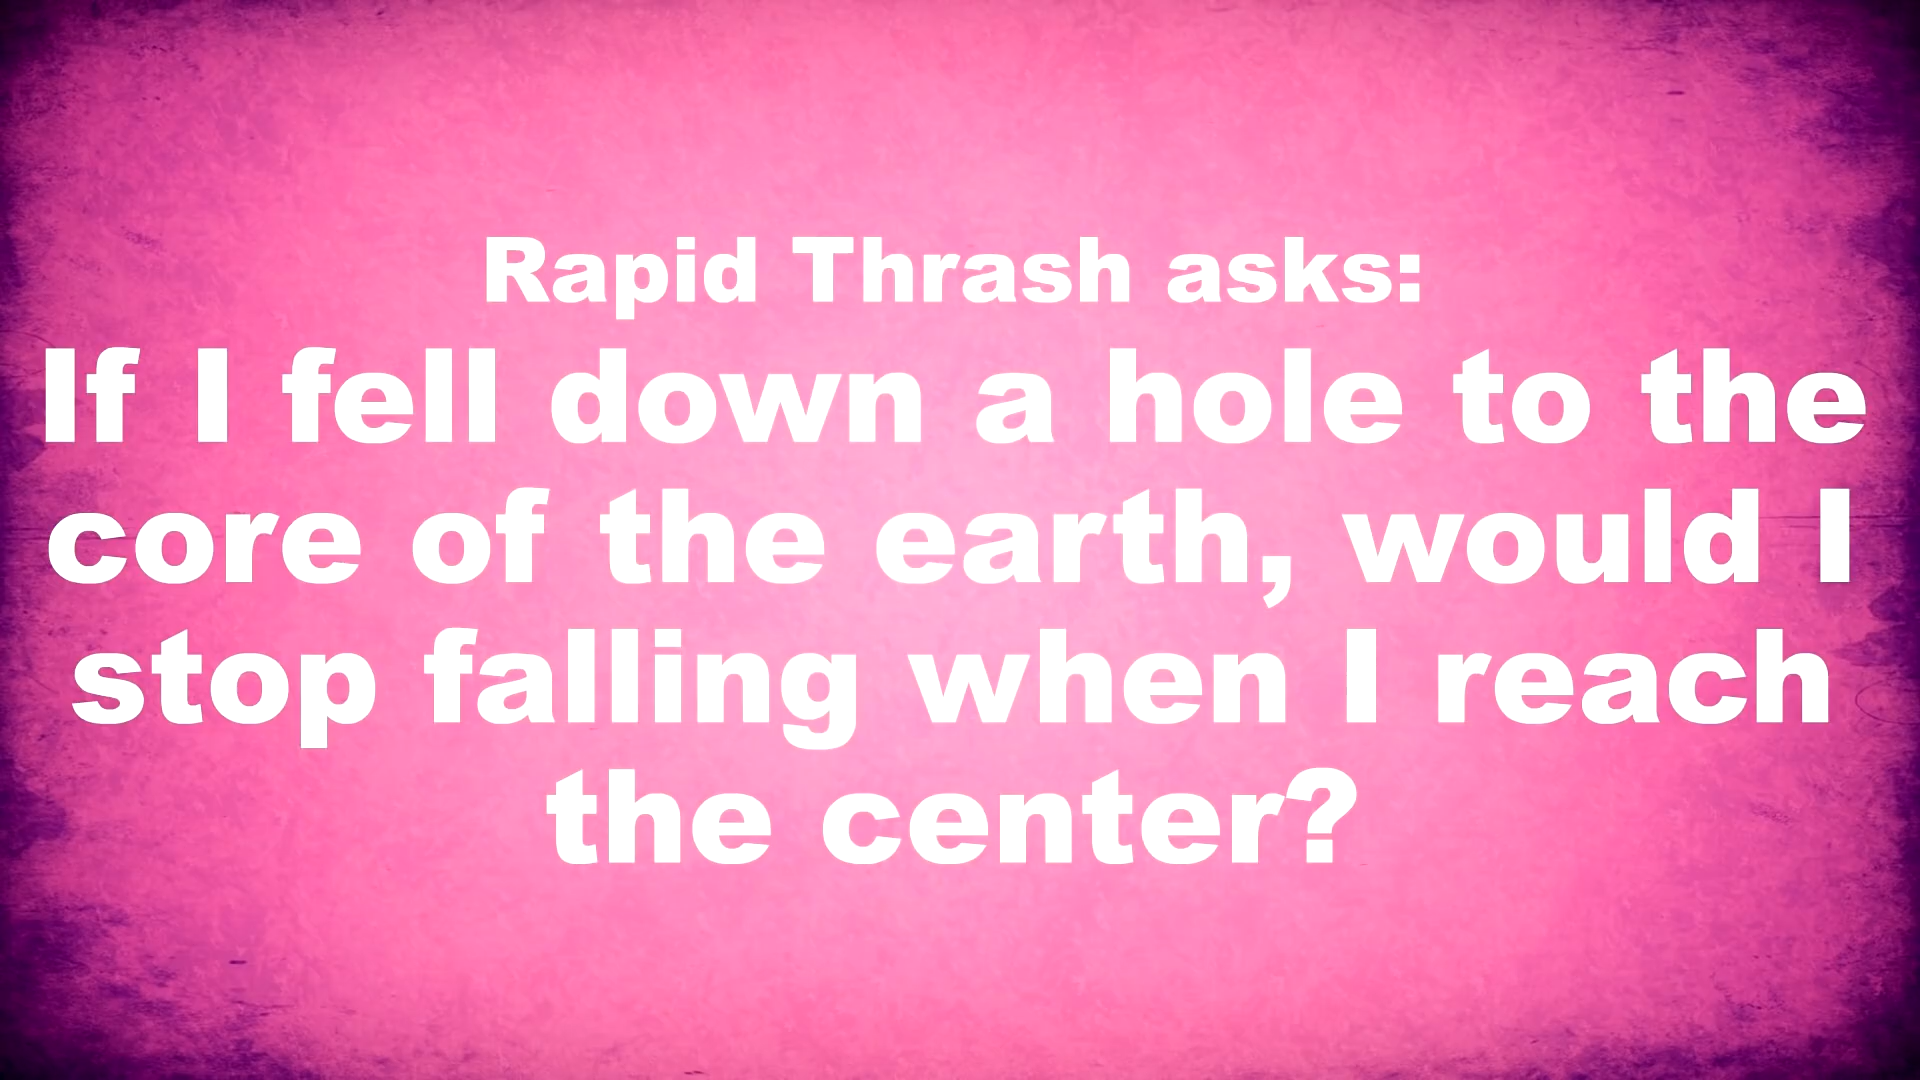 Rapid Thrash asks:
If I fell down a hole to the
core of the earth, would I
stop falling when I reach
the center?